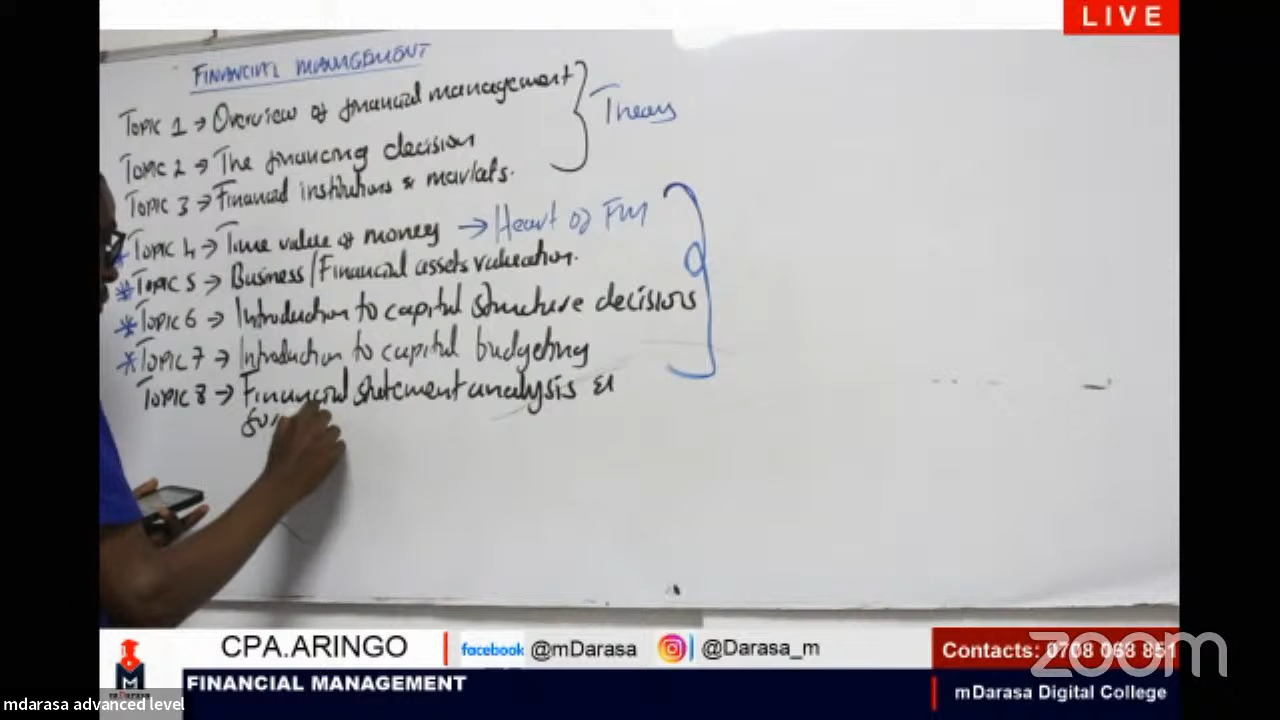 LIVE
FINANCIAL MANAGEMENT
Topic 1 → Overview of financial management
Theory
Topic 2 → The financing decision
Topic 3 → Financial institutions & markets.
* Topic 4 → Time value of money → Heart of FM
* Topic 5 → Business/Financial assets valuation.
* Topic 6 → Introduction to capital structure decisions
* Topic 7 → Introduction to capital budgeting
Topic 8 → Financial statement analysis &
CPA.ARINGO
facebook @mDarasa
@Darasa_m
Contacts: 0708 068 851
zoom
FINANCIAL MANAGEMENT
mDarasa Digital College
mDarasa
mdarasa advanced level